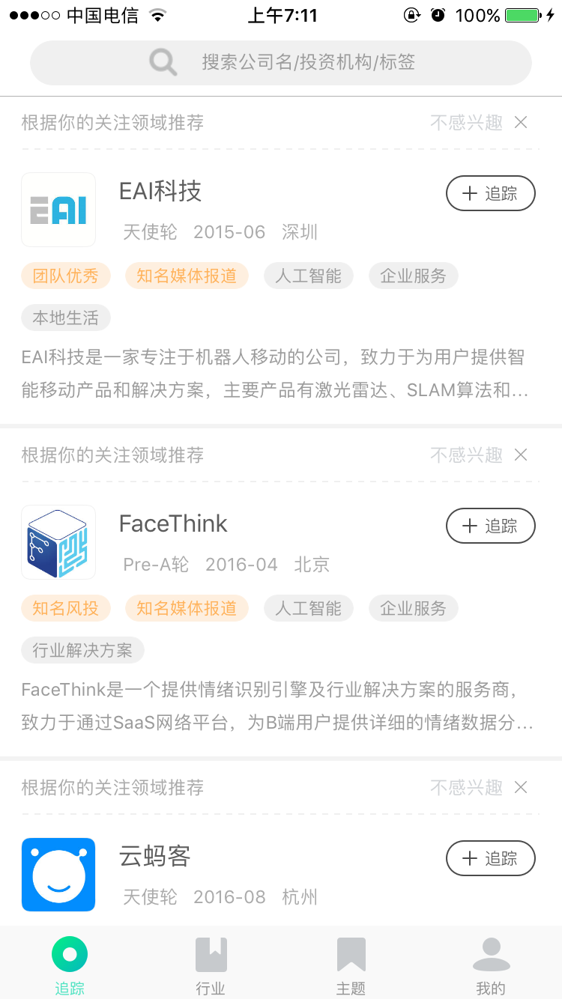 中国电信 上午7:11 100%
搜索公司名/投资机构/标签
根据你的关注领域推荐 不感兴趣
EAI
EAI科技
追踪
天使轮 2015-06 深圳
团队优秀 知名媒体报道 人工智能 企业服务
本地生活
EAI科技是一家专注于机器人移动的公司，致力于为用户提供智
能移动产品和解决方案，主要产品有激光雷达、SLAM算法和...
根据你的关注领域推荐 不感兴趣
FaceThink
追踪
Pre-A轮 2016-04 北京
知名风投 知名媒体报道 人工智能 企业服务
行业解决方案
FaceThink是一个提供情绪识别引擎及行业解决方案的服务商，
致力于通过SaaS网络平台，为B端用户提供详细的情绪数据分...
根据你的关注领域推荐 不感兴趣
云蚂客
追踪
天使轮 2016-08 杭州
追踪 行业 主题 我的